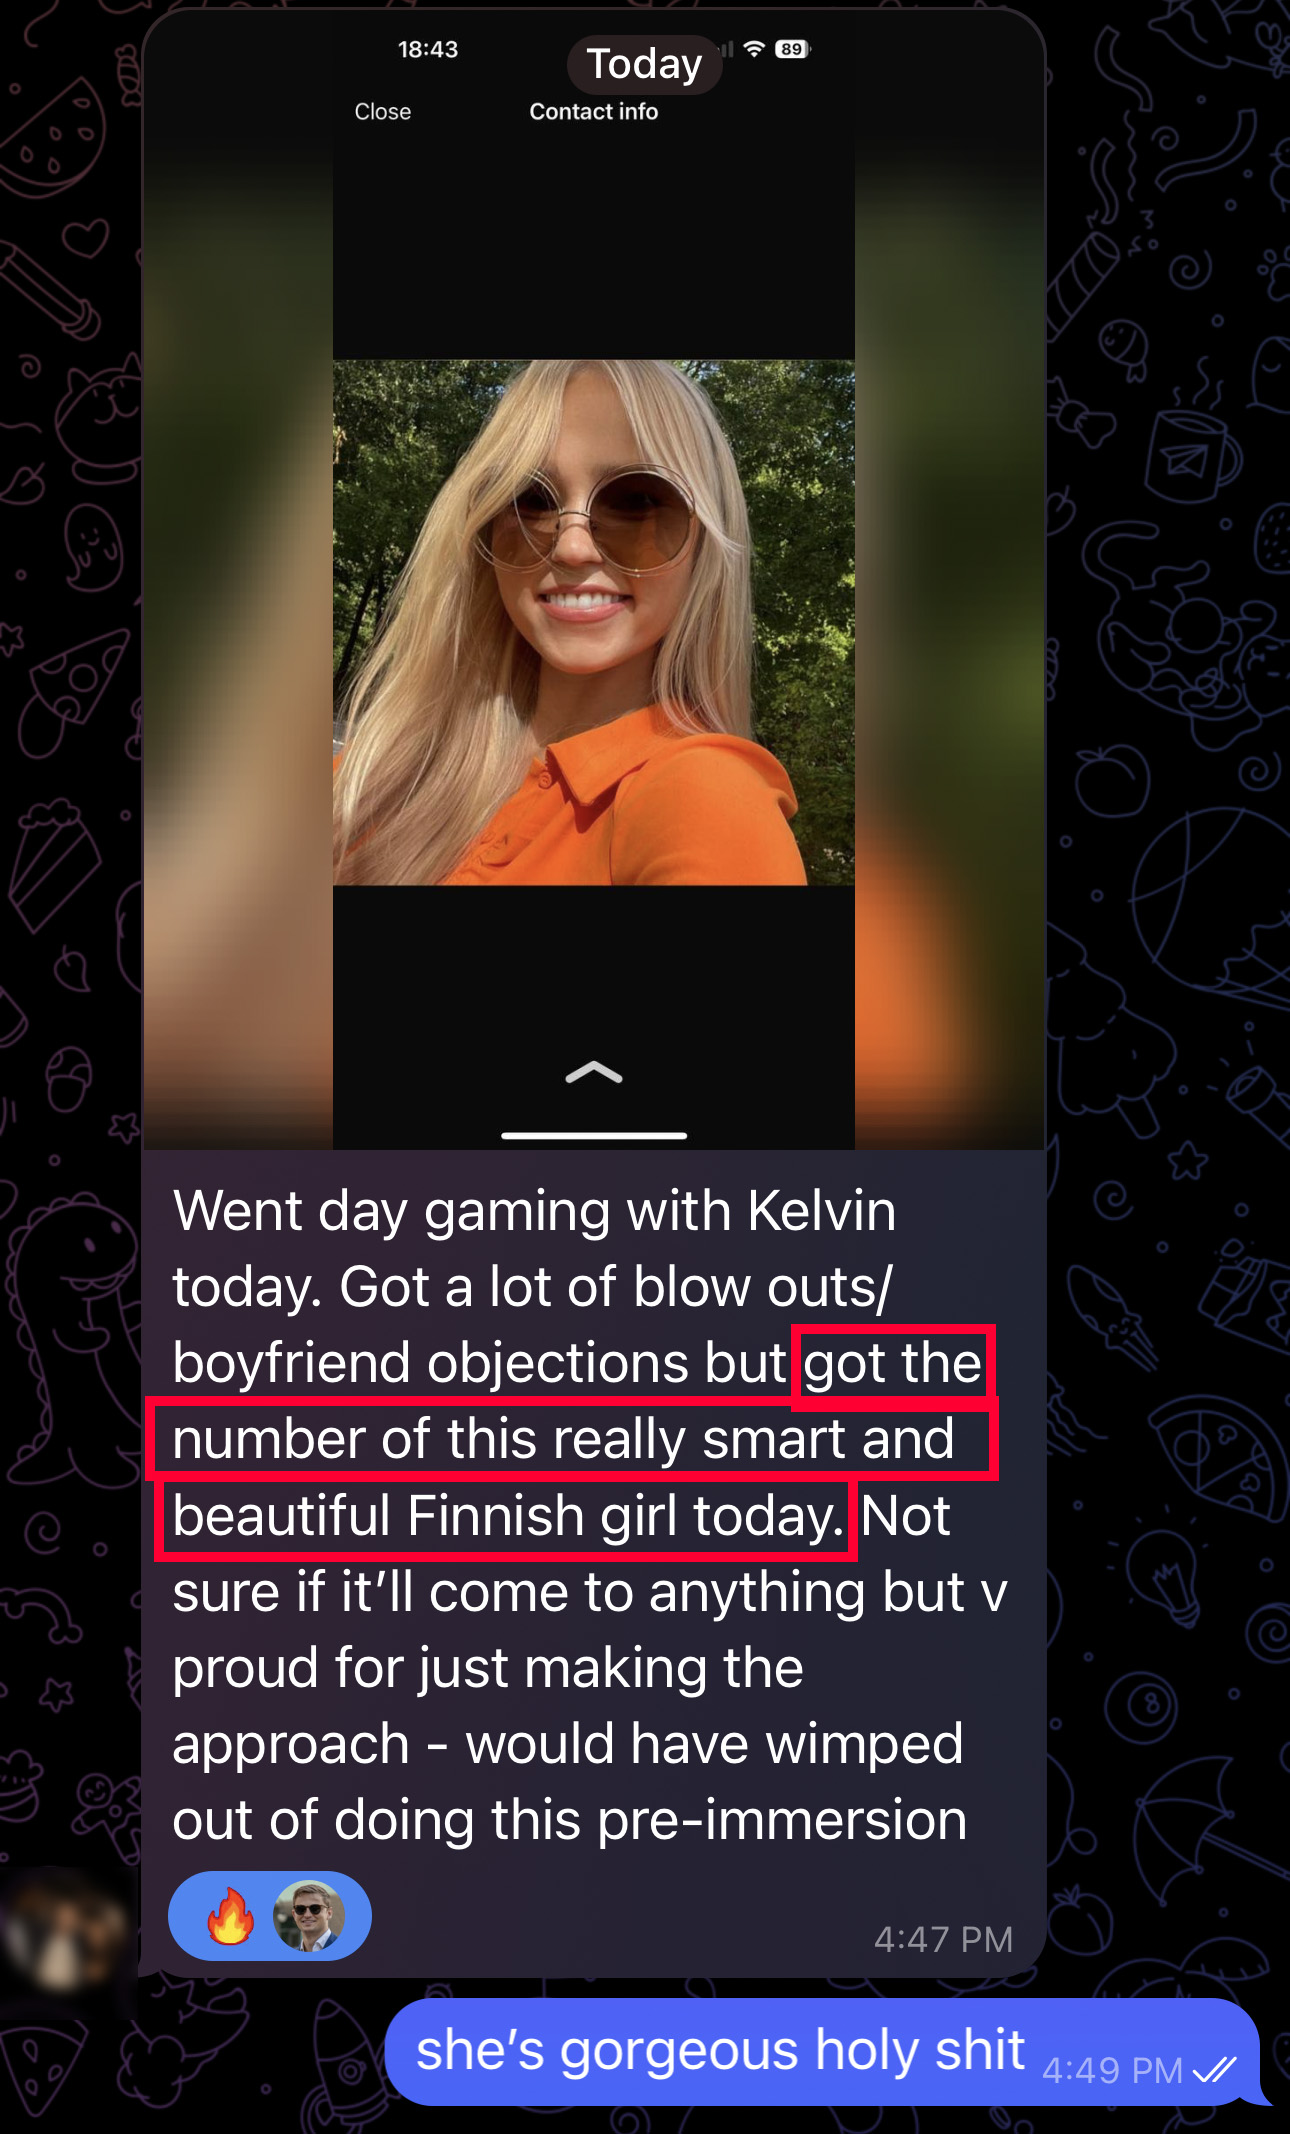 18:43
Today
89
Close
Contact info
Went day gaming with Kelvin
today. Got a lot of blow outs/
boyfriend objections but got the
number of this really smart and
beautiful Finnish girl today. Not
sure if it’ll come to anything but v
proud for just making the
approach - would have wimped
out of doing this pre-immersion
4:47 PM
she’s gorgeous holy shit
4:49 PM